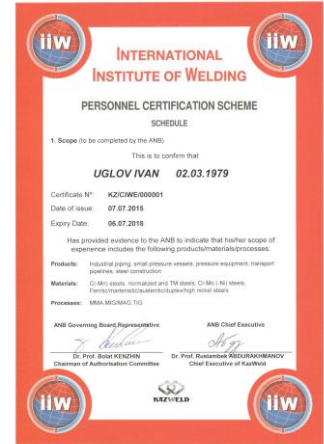 iiw
iiw
INTERNATIONAL
INSTITUTE OF WELDING
PERSONNEL CERTIFICATION SCHEME
SCHEDULE
1. Scope (to be completed by the ANB)
This is to confirm that
UGLOV IVAN 02.03.1979
Certificate Nº: KZ/CIWE/000001
Date of issue: 07.07.2015
Expiry Date: 06.07.2018
Has provided evidence to the ANB to indicate that his/her scope of
experience includes the following products/materials/processes:
Products: Industrial piping, small pressure vessels, pressure equipment, transport
pipelines, steel construction
Materials: C(-Mn) steels, normalized and TM steels; Cr-Mo (-Ni) steels,
Ferritic/martensitic/austenitic/duplex/high nickel steels
Processes: MMA,MIG/MAG,TIG
ANB Governing Board Representative ANB Chief Executive
Dr. Prof. Bolat KENZHIN Dr. Prof. Rustambek ABDURAKHMANOV
Chairman of Authorisation Committee Chief Executive of KazWeld
iiw
KAZWELD
iiw